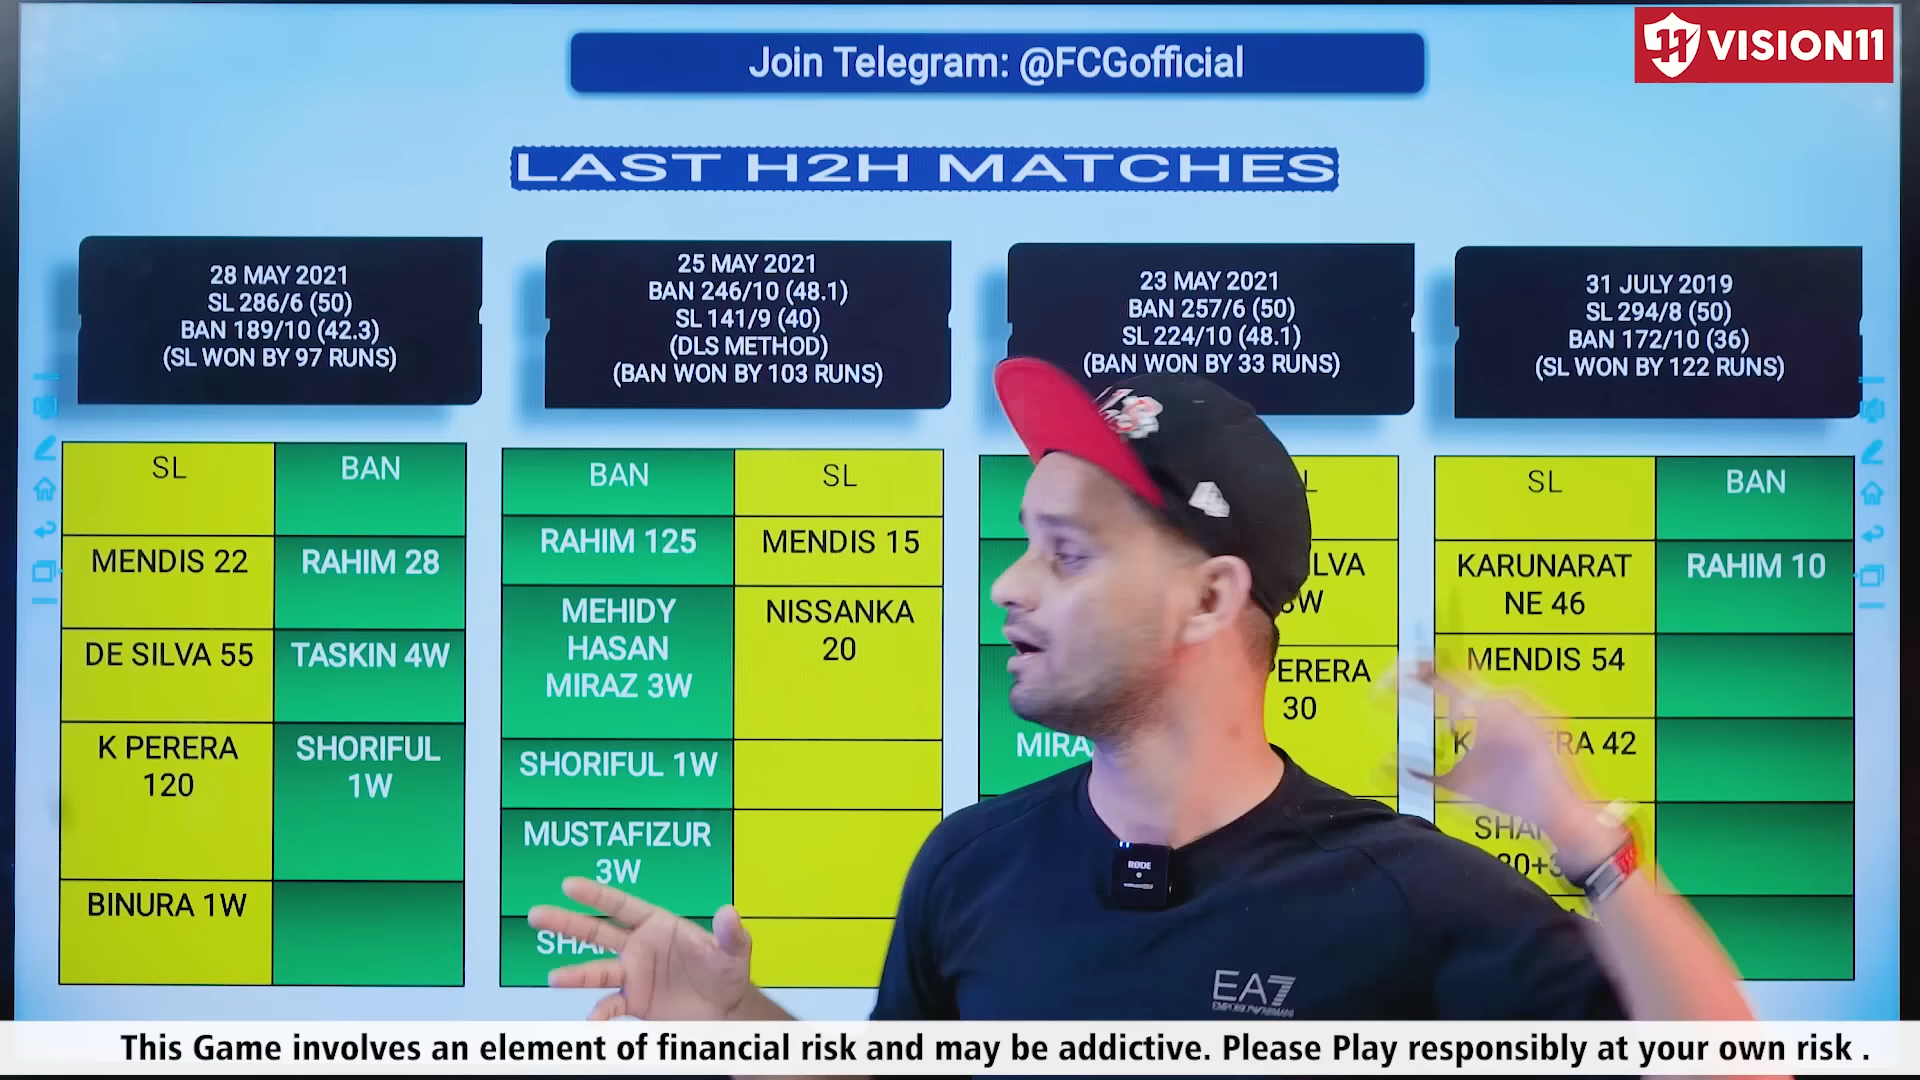 VISION11
Join Telegram: @FCGofficial
LAST H2H MATCHES
28 MAY 2021
SL 286/6 (50)
BAN 189/10 (42.3)
(SL WON BY 97 RUNS)
25 MAY 2021
BAN 246/10 (48.1)
SL 141/9 (40)
(DLS METHOD)
(BAN WON BY 103 RUNS)
23 MAY 2021
BAN 257/6 (50)
SL 224/10 (48.1)
(BAN WON BY 33 RUNS)
31 JULY 2019
SL 294/8 (50)
BAN 172/10 (36)
(SL WON BY 122 RUNS)
SL BAN
MENDIS 22 RAHIM 28
DE SILVA 55 TASKIN 4W
K PERERA
120
SHORIFUL
1W
BINURA 1W
BAN SL
RAHIM 125 MENDIS 15
MEHIDY
HASAN
MIRAZ 3W
NISSANKA
20
SHORIFUL 1W
MUSTAFIZUR
3W
30
SL BAN
KARUNARAT
NE 46
RAHIM 10
MENDIS 54
42
RØDE
EA7
EMPORIO ARMANI
This Game involves an element of financial risk and may be addictive. Please Play responsibly at your own risk .